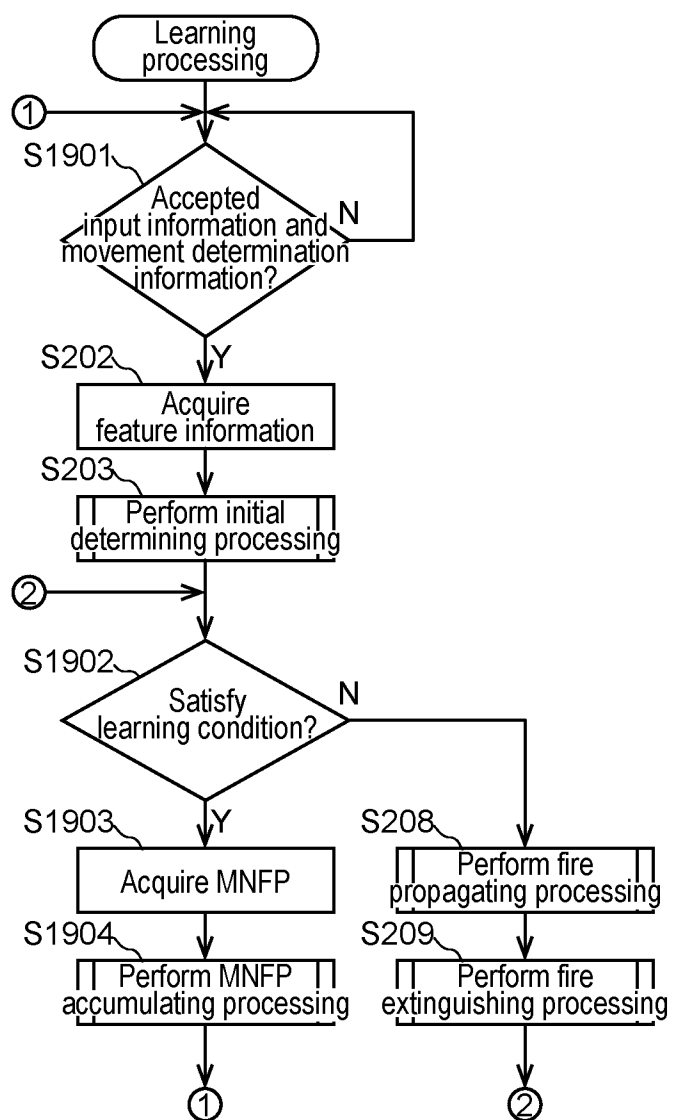 Learning
processing
1
S1901
Accepted
input information and
movement determination
information?
N
Y
S202
Acquire
feature information
S203
Perform initial
determining processing
2
S1902
Satisfy
learning condition?
N
Y
S1903
Acquire MNFP
S208
Perform fire
propagating processing
S1904
Perform MNFP
accumulating processing
S209
Perform fire
extinguishing processing
1
2